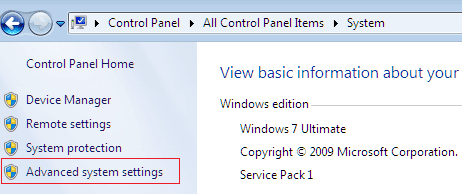 Control Panel ▸ All Control Panel Items ▸ System
Control Panel Home
Device Manager
Remote settings
System protection
Advanced system settings
View basic information about your
Windows edition
Windows 7 Ultimate
Copyright © 2009 Microsoft Corporation.
Service Pack 1